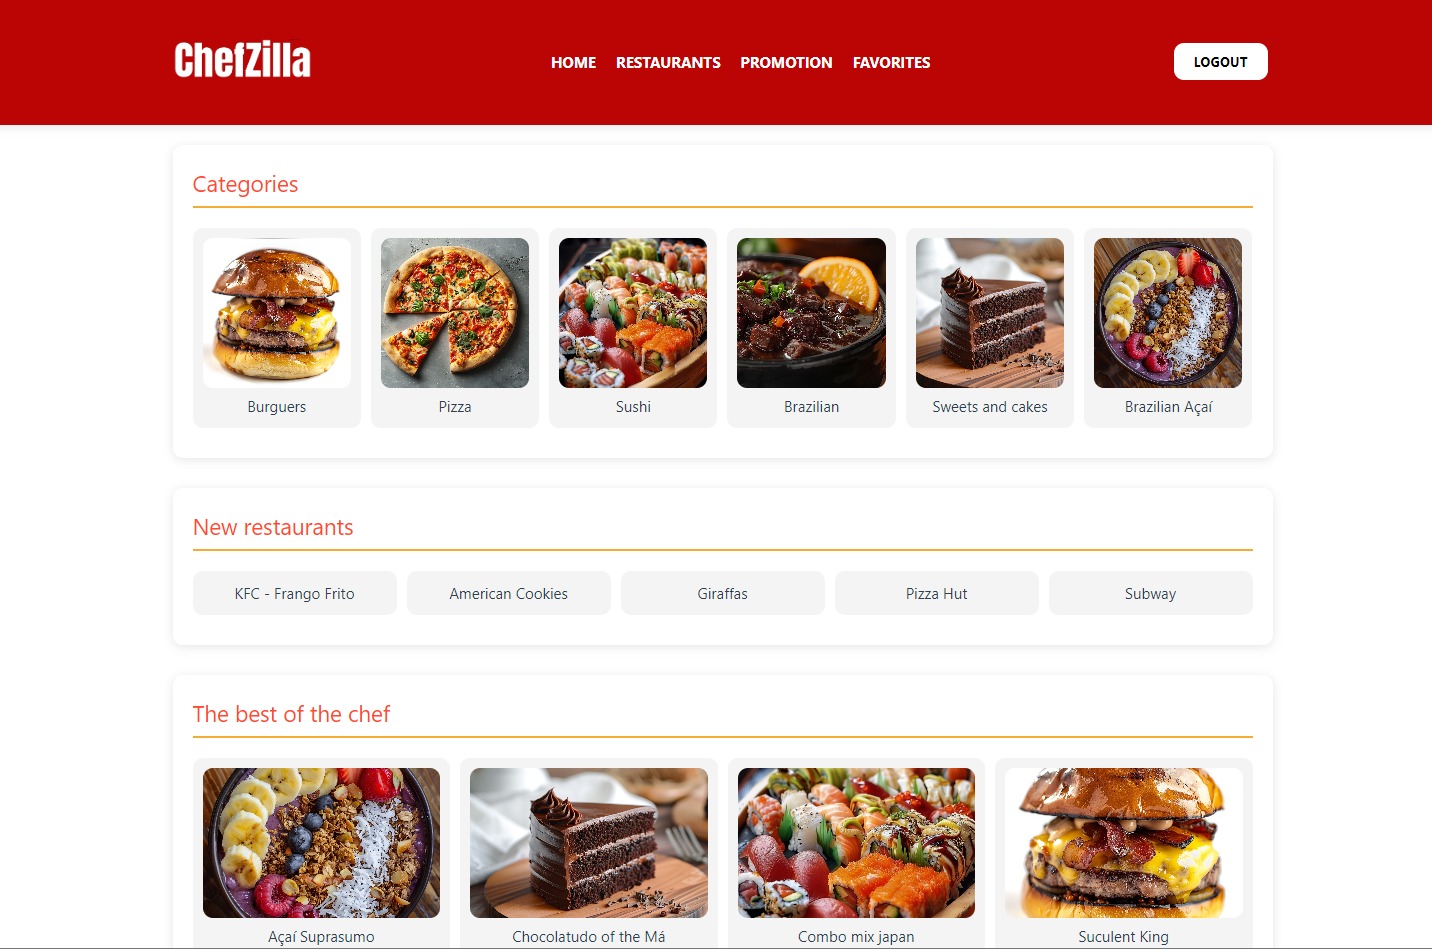 ChefZilla
HOME RESTAURANTS PROMOTION FAVORITES
LOGOUT
Categories
Burguers
Pizza
Sushi
Brazilian
Sweets and cakes
Brazilian Açaí
New restaurants
KFC - Frango Frito
American Cookies
Giraffas
Pizza Hut
Subway
The best of the chef
Açaí Suprasumo
Chocolatudo of the Má
Combo mix japan
Suculent King